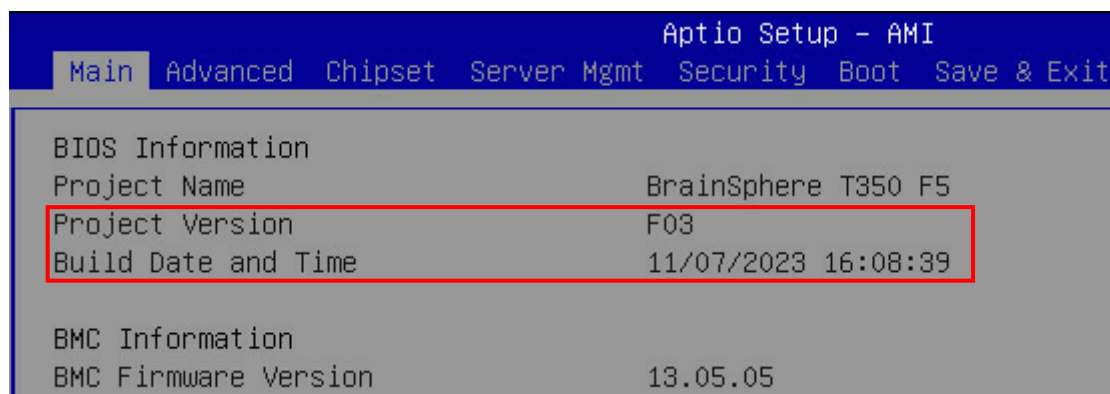 Aptio Setup – AMI
Main Advanced Chipset Server Mgmt Security Boot Save & Exit
BIOS Information
Project Name BrainSphere T350 F5
Project Version F03
Build Date and Time 11/07/2023 16:08:39
BMC Information
BMC Firmware Version 13.05.05